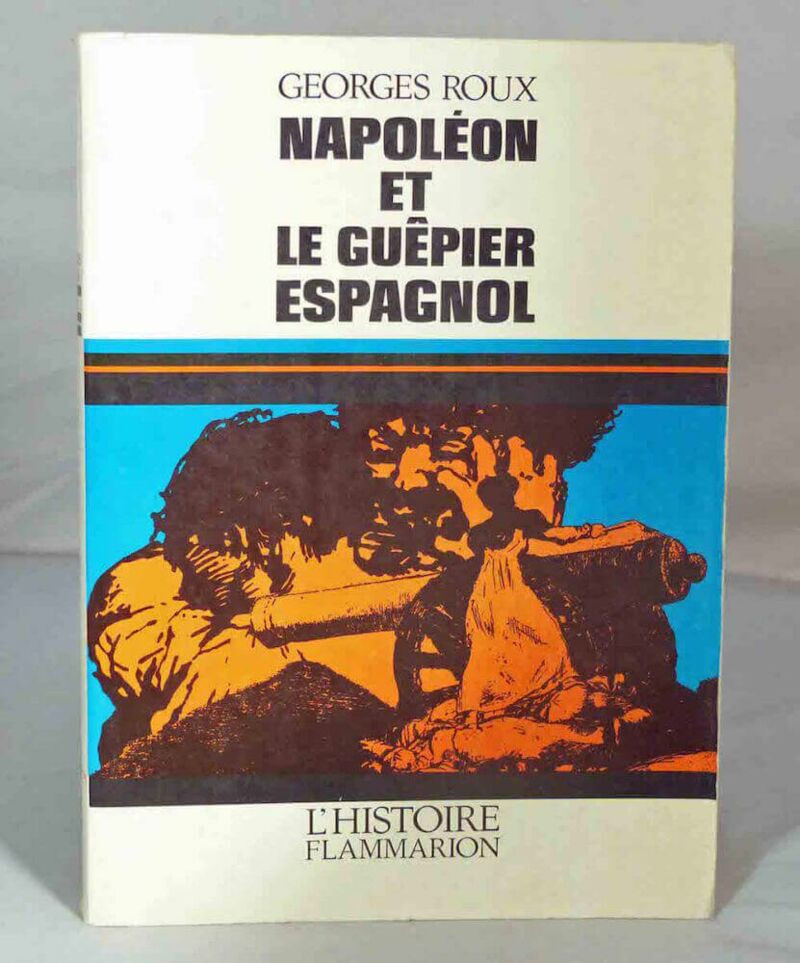 GEORGES ROUX
NAPOLÉON
ET
LE GUÊPIER
ESPAGNOL
L'HISTOIRE
FLAMMARION